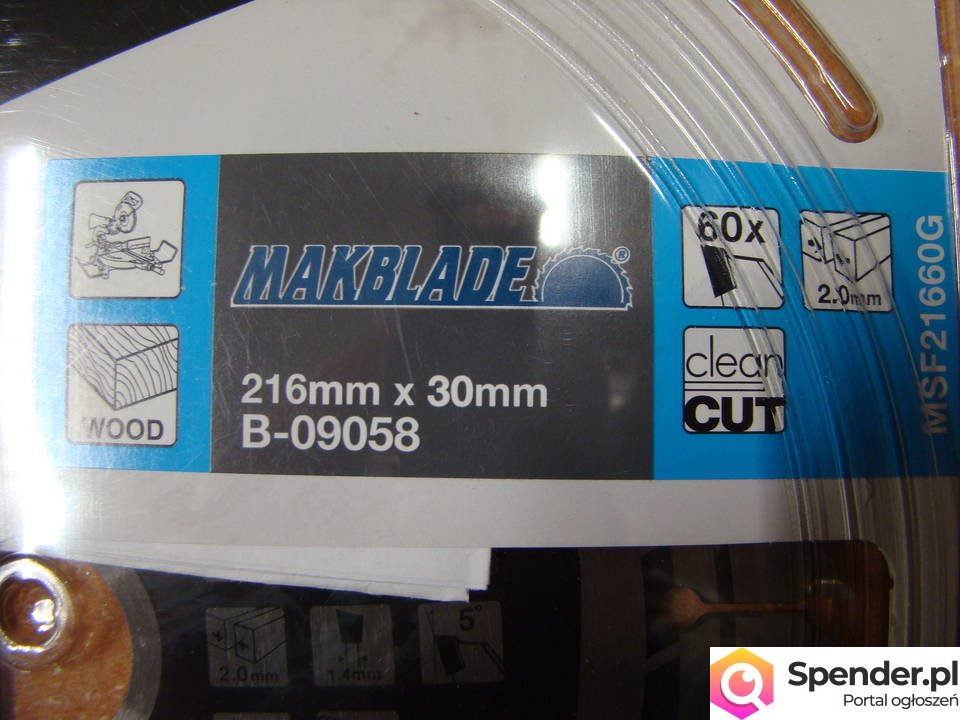 MAKBLADE®
216mm x 30mm
B-09058
WOOD
60x
2.0mm
clean
CUT
MSF21660G
2.0mm
1.4mm
5°
Spender.pl
Portal ogłoszeń